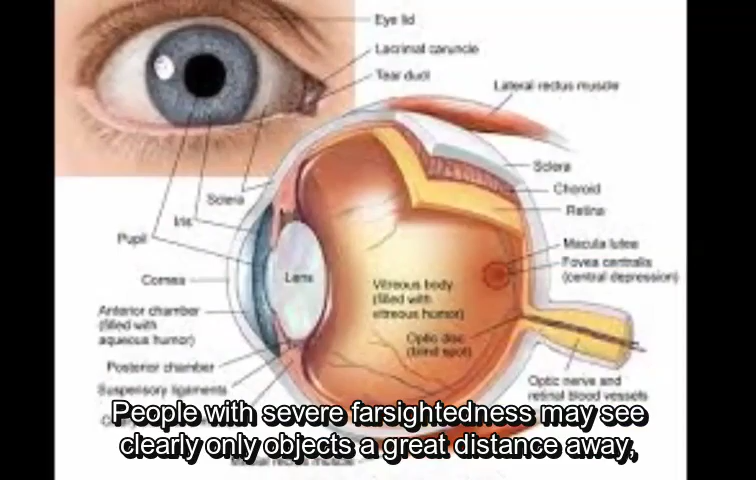 Eye lid
Lacrimal caruncle
Tear duct
Lateral rectus muscle
Sclera
Choroid
Retina
Sclera
Iris
Pupil
Macula lutea
Fovea centralis
(central depression)
Cornea
Lens
Vitreous body
(filled with
vitreous humor)
Anterior chamber
(filled with
aqueous humor)
Optic disc
(blind spot)
Posterior chamber
Suspensory ligaments
Optic nerve and
retinal blood vessels
People with severe farsightedness may see
clearly only objects a great distance away,
Medial rectus muscle